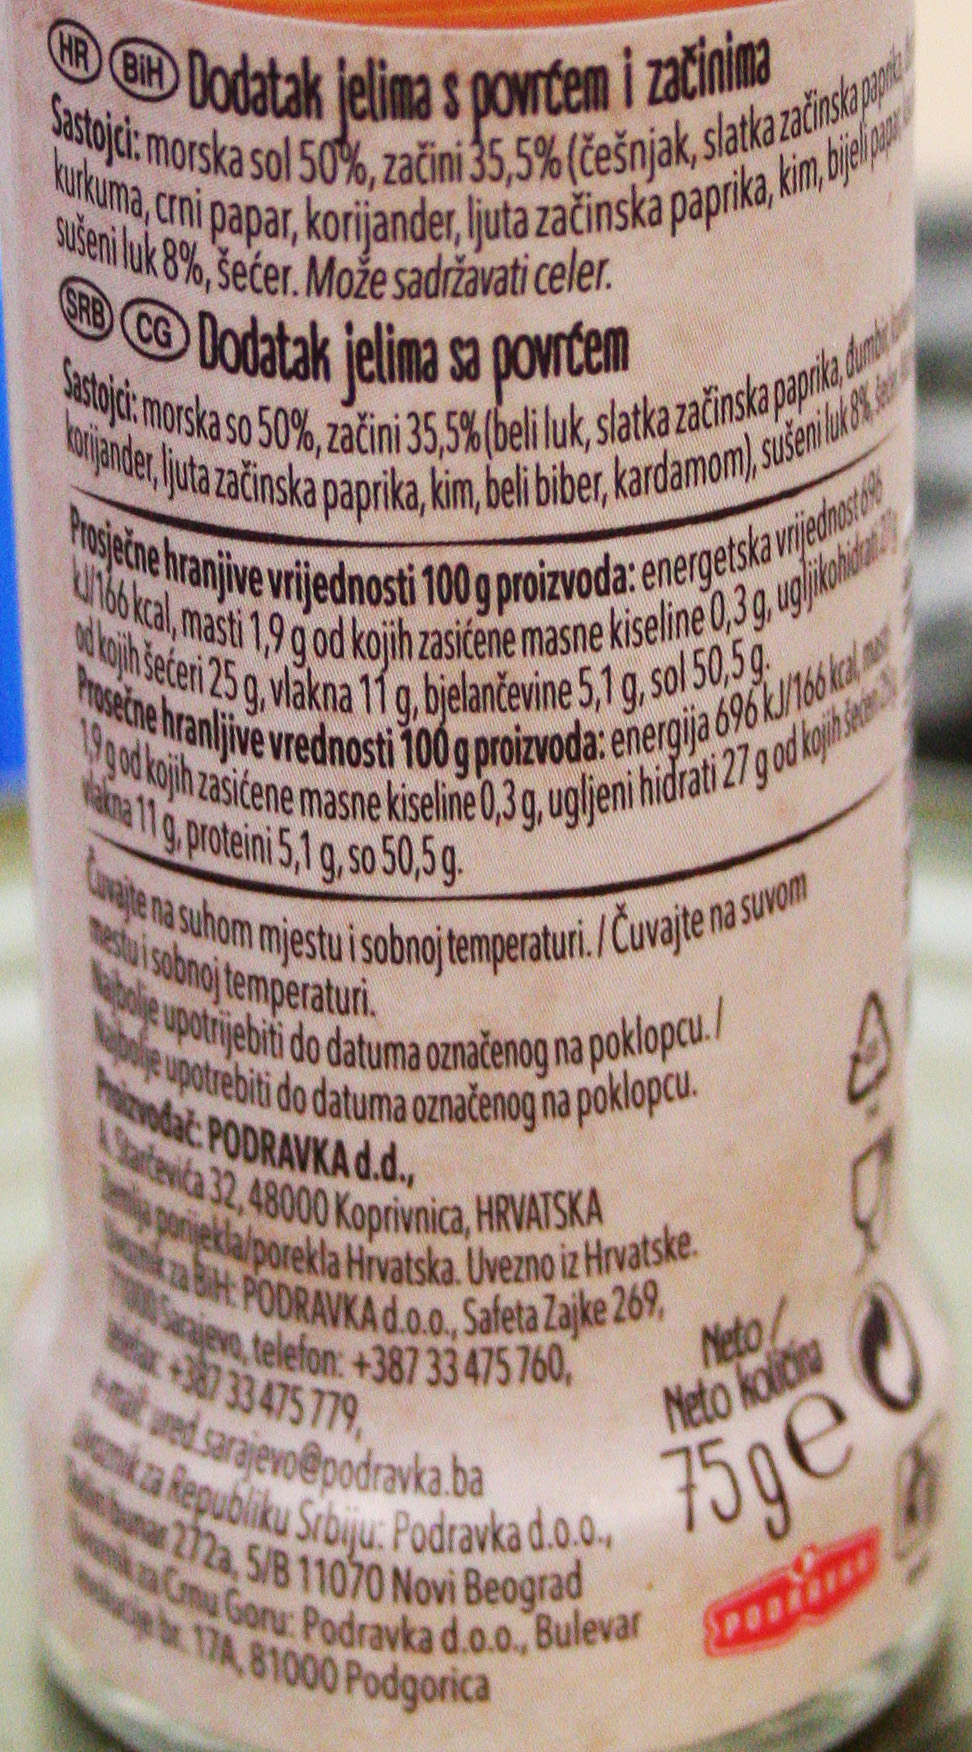 HR BiH Dodatak jelima s povrćem i začinima
Sastojci: morska sol 50%, začini 35,5% (češnjak, slatka začinska paprika,
kurkuma, crni papar, korijander, ljuta začinska paprika, kim, bijeli papar,
sušeni luk 8%, šećer. Može sadržavati celer.
SRB CG Dodatak jelima sa povrćem
Sastojci: morska so 50%, začini 35,5% (beli luk, slatka začinska paprika, đumbir,
korijander, ljuta začinska paprika, kim, beli biber, kardamom), sušeni luk 8%,
Prosječne hranjive vrijednosti 100 g proizvoda: energetska vrijednost 696
kJ/166 kcal, masti 1,9 g od kojih zasićene masne kiseline 0,3 g, ugljikohidrati 27 g
od kojih šećeri 25 g, vlakna 11 g, bjelančevine 5,1 g, sol 50,5 g.
Prosečne hranljive vrednosti 100 g proizvoda: energija 696 kJ/166 kcal, masti
1,9 g od kojih zasićene masne kiseline 0,3 g, ugljeni hidrati 27 g od kojih šećeri
vlakna 11 g, proteini 5,1 g, so 50,5 g.
Čuvajte na suhom mjestu i sobnoj temperaturi. / Čuvajte na suvom
mestu i sobnoj temperaturi.
Najbolje upotrijebiti do datuma označenog na poklopcu. /
Najbolje upotrebiti do datuma označenog na poklopcu.
Proizvođač: PODRAVKA d.d.,
A. Starčevića 32, 48000 Koprivnica, HRVATSKA
Zemlja porijekla/porekla Hrvatska. Uvezno iz Hrvatske.
Uvoznik za BiH: PODRAVKA d.o.o., Safeta Zajke 269,
71000 Sarajevo, telefon: +387 33 475 760,
telefax: +387 33 475 779,
e-mail: ured.sarajevo@podravka.ba
Uvoznik za Republiku Srbiju: Podravka d.o.o.,
272a, 5/B 11070 Novi Beograd
Uvoznik za Crnu Goru: Podravka d.o.o., Bulevar
br. 17A, 81000 Podgorica
Neto /
Neto količina
75 g e
PODRAVKA